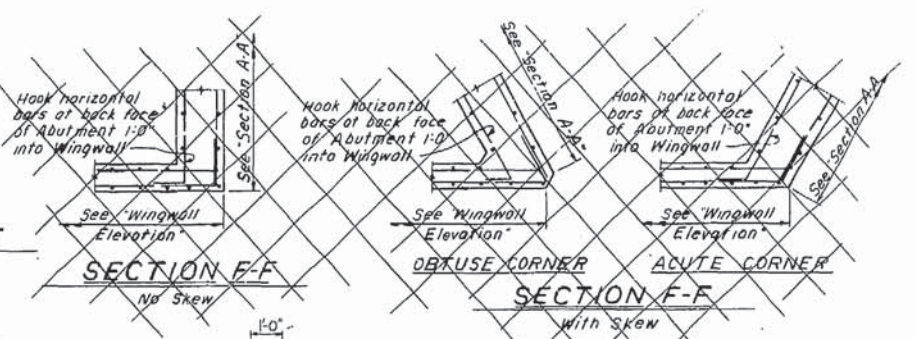 Hook horizontal
bars at back face
of Abutment 1'-0"
into Wingwall
See "Section A-A"
See "Wingwall
Elevation"
SECTION F-F
No Skew
1'-0"
Hook horizontal
bars at back face
of Abutment 1'-0
into Wingwall
See "Section A-A"
See "Wingwall
Elevation"
OBTUSE CORNER
Hook horizontal
bars at back face
of Abutment 1'-0"
into Wingwall
See "Section A-A
See "Wingwall
Elevation"
ACUTE CORNER
SECTION F-F
With Skew